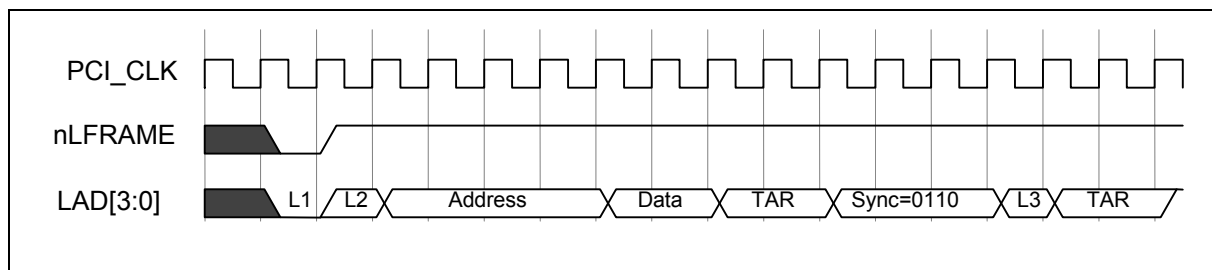 PCI_CLK
nLFRAME
LAD[3:0] L1 L2 Address Data TAR Sync=0110 L3 TAR